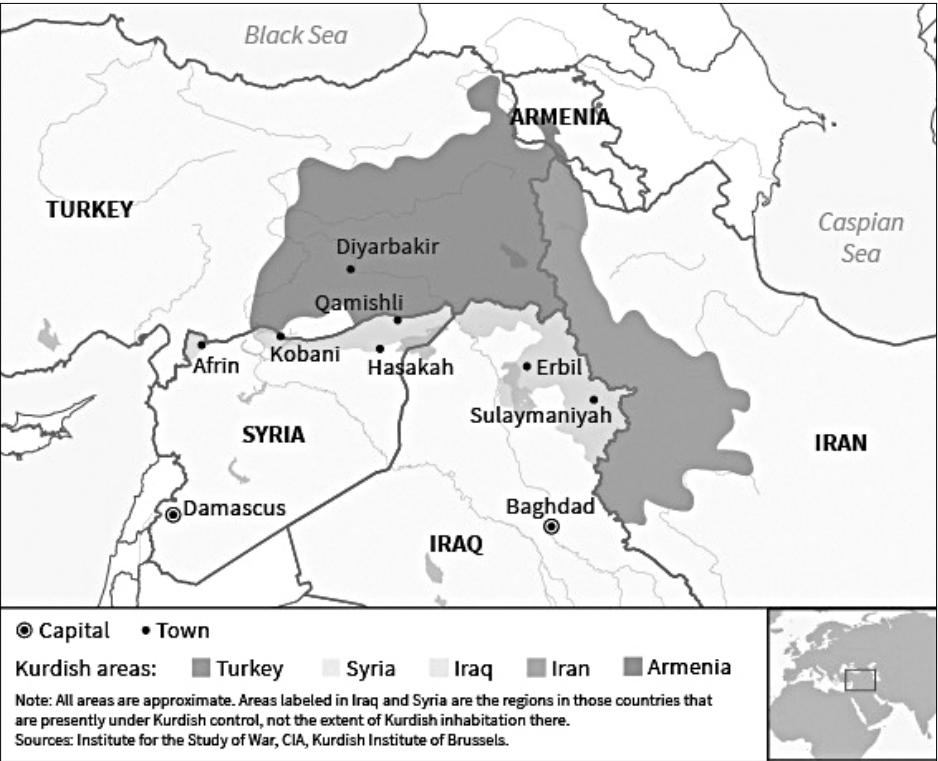 Black Sea
ARMENIA
TURKEY
Caspian
Sea
Diyarbakir
Qamishli
Afrin
Kobani
Hasakah
Erbil
Sulaymaniyah
SYRIA
IRAN
Damascus
Baghdad
IRAQ
Capital Town
Kurdish areas: Turkey Syria Iraq Iran Armenia
Note: All areas are approximate. Areas labeled in Iraq and Syria are the regions in those countries that
are presently under Kurdish control, not the extent of Kurdish inhabitation there.
Sources: Institute for the Study of War, CIA, Kurdish Institute of Brussels.